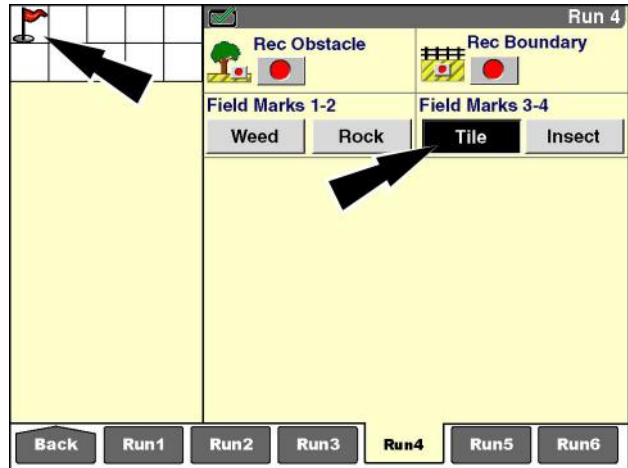 Run 4
Rec Obstacle
Rec Boundary
Field Marks 1-2
Field Marks 3-4
Weed
Rock
Tile
Insect
Back
Run1
Run2
Run3
Run4
Run5
Run6